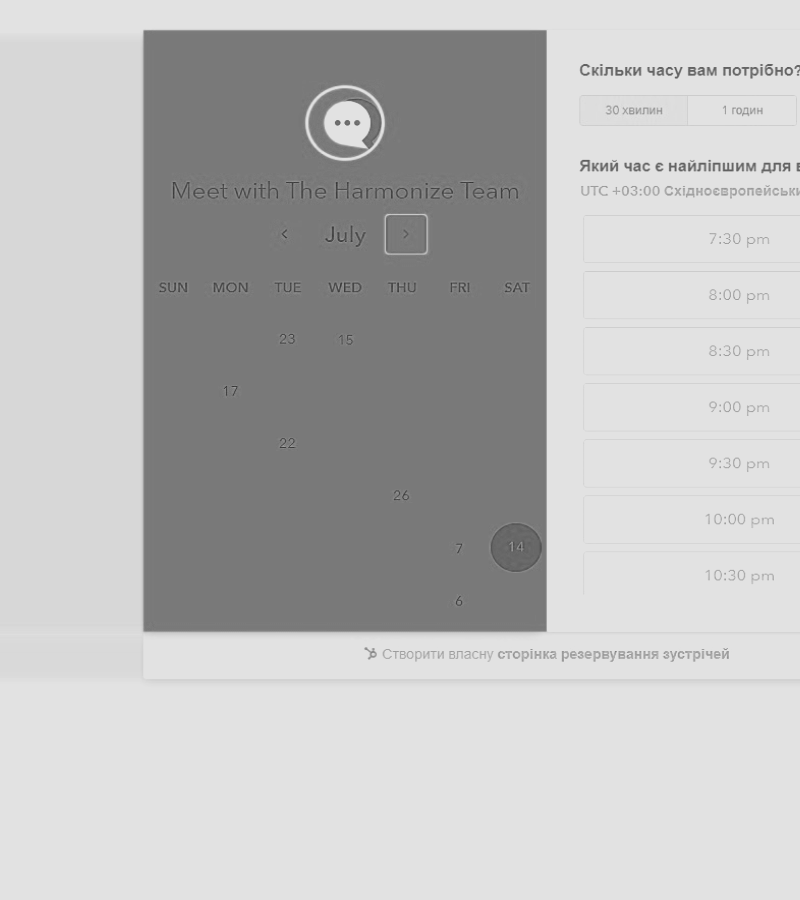 Meet with The Harmonize Team
July
SUN MON TUE WED THU FRI SAT
23 15
17
22
26
7 14
6
Скільки часу вам потрібно?
30 хвилин 1 годин
Який час є найліпшим для
UTC +03:00
7:30 pm
8:00 pm
8:30 pm
9:00 pm
9:30 pm
10:00 pm
10:30 pm
Створити власну сторінка резервування зустрічей